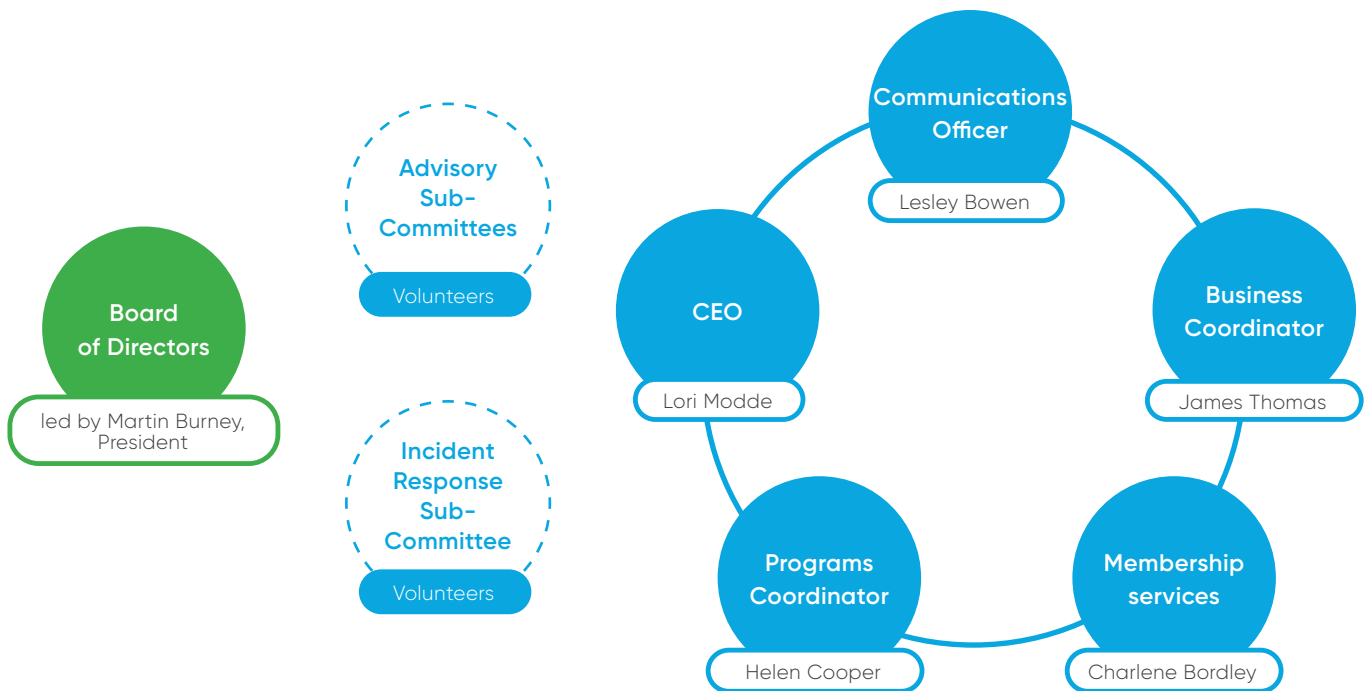 Board
of Directors
led by Martin Burney,
President
Advisory
Sub-
Committees
Volunteers
Incident
Response
Sub-
Committee
Volunteers
Communications
Officer
Lesley Bowen
CEO
Lori Modde
Business
Coordinator
James Thomas
Programs
Coordinator
Helen Cooper
Membership
services
Charlene Bordley